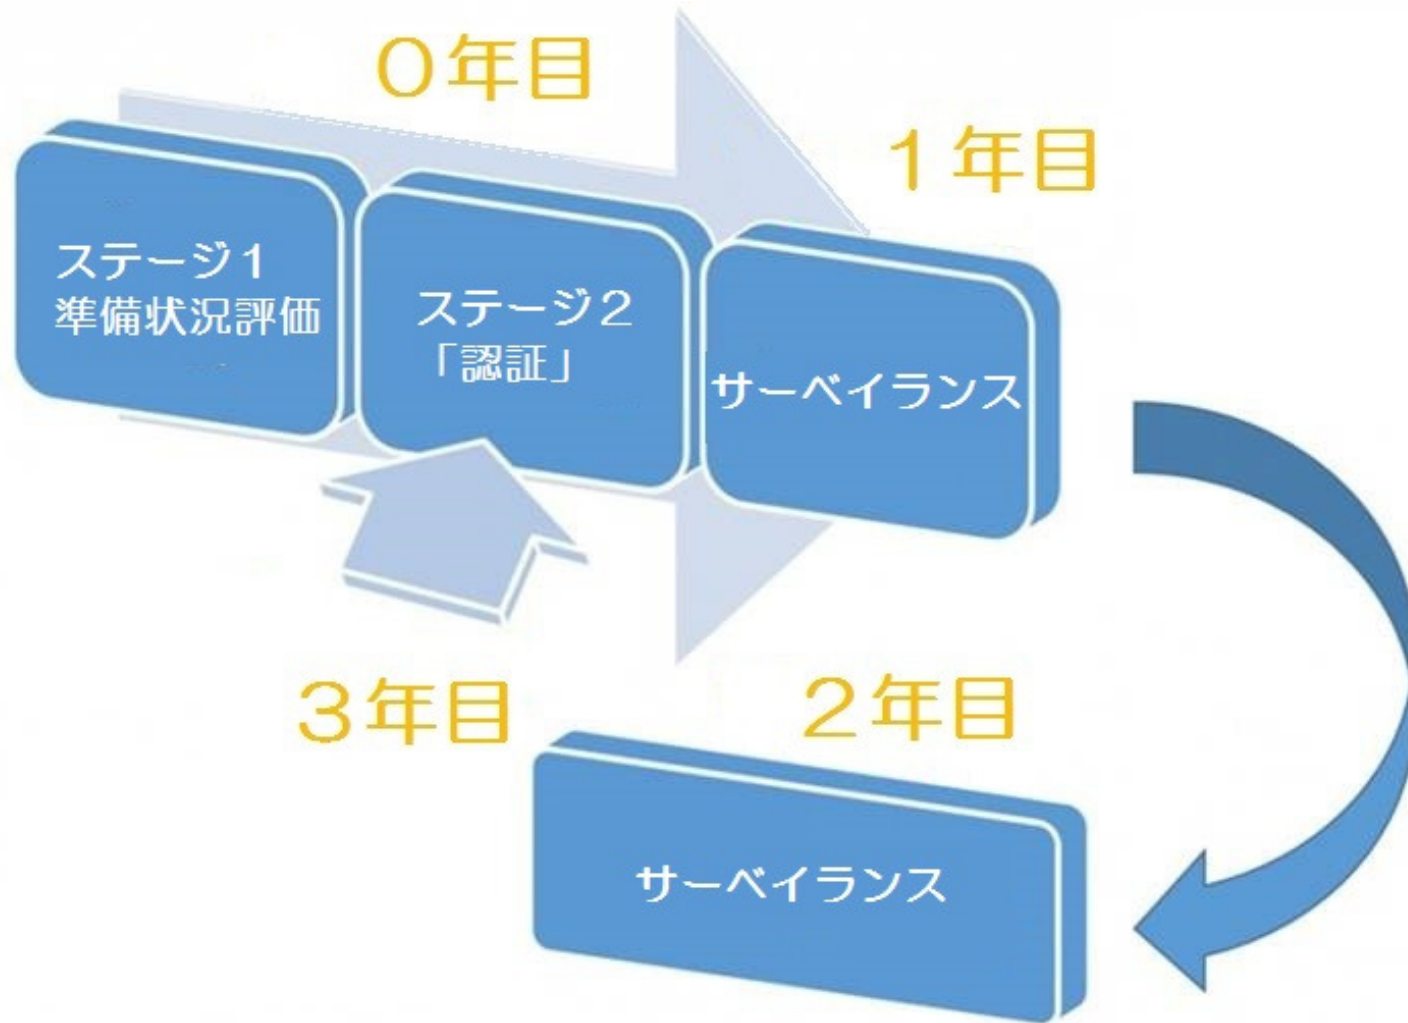 ０年目
１年目
ステージ１
準備状況評価
ステージ２
「認証」
サーベイランス
３年目
２年目
サーベイランス